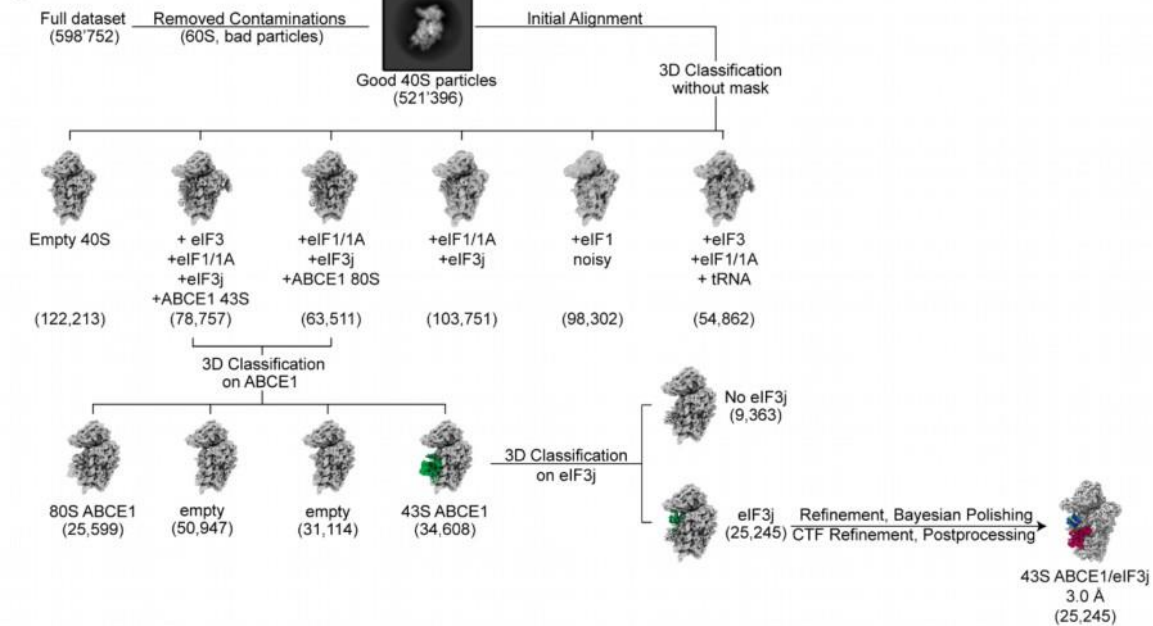 Full dataset
(598'752)
Removed Contaminations
(60S, bad particles)
Good 40S particles
(521'396)
Initial Alignment
3D Classification
without mask
Empty 40S
(122,213)
+ eIF3
+eIF1/1A
+eIF3j
+ABCE1 43S
(78,757)
+eIF1/1A
+eIF3j
+ABCE1 80S
(63,511)
+eIF1/1A
+eIF3j
(103,751)
+eIF1
noisy
(98,302)
+eIF3
+eIF1/1A
+ tRNA
(54,862)
3D Classification
on ABCE1
80S ABCE1
(25,599)
empty
(50,947)
empty
(31,114)
43S ABCE1
(34,608)
3D Classification
on eIF3j
No eIF3j
(9,363)
eIF3j
(25,245)
Refinement, Bayesian Polishing
CTF Refinement, Postprocessing
43S ABCE1/eIF3j
3.0 Å
(25,245)